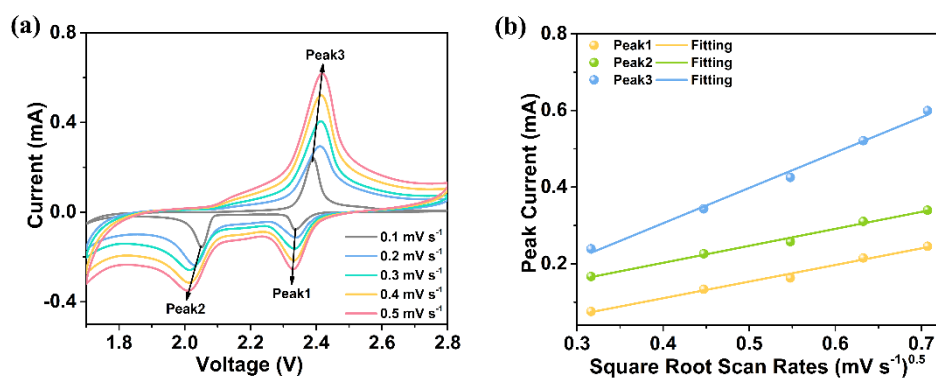 (a)
0.8
0.4
0.0
-0.4
Current (mA)
Peak3
Peak2
Peak1
0.1 mV s⁻¹
0.2 mV s⁻¹
0.3 mV s⁻¹
0.4 mV s⁻¹
0.5 mV s⁻¹
1.8 2.0 2.2 2.4 2.6 2.8
Voltage (V)
(b)
0.8
0.6
0.4
0.2
0.0
Peak Current (mA)
Peak1 Fitting
Peak2 Fitting
Peak3 Fitting
0.3 0.4 0.5 0.6 0.7
Square Root Scan Rates (mV s⁻¹)⁰·⁵